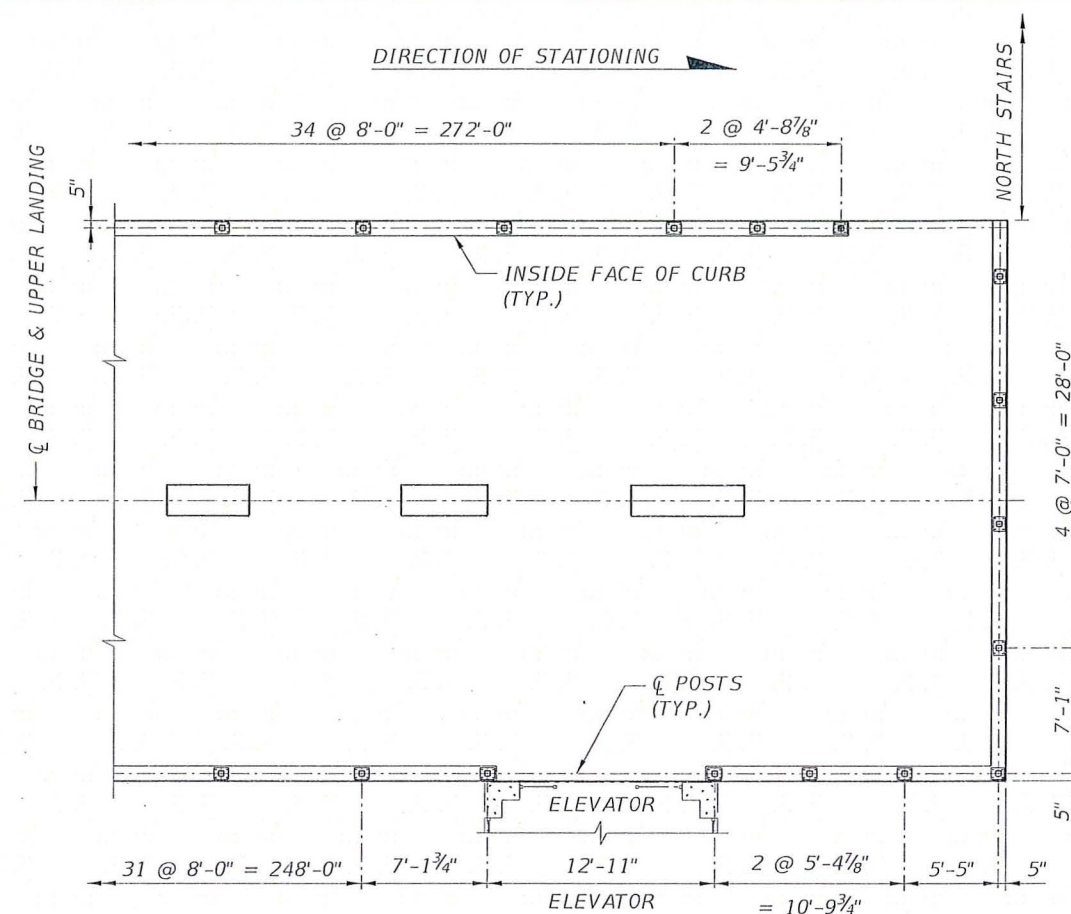 DIRECTION OF STATIONING
NORTH STAIRS
34 @ 8'-0" = 272'-0"
2 @ 4'-8⅞"
= 9'-5¾"
5"
℄ BRIDGE & UPPER LANDING
INSIDE FACE OF CURB
(TYP.)
4 @ 7'-0" = 28'-0"
℄ POSTS
(TYP.)
7'-1"
5"
ELEVATOR
31 @ 8'-0" = 248'-0"
7'-1¾"
12'-11"
ELEVATOR
2 @ 5'-4⅞"
= 10'-9¾"
5'-5"
5"